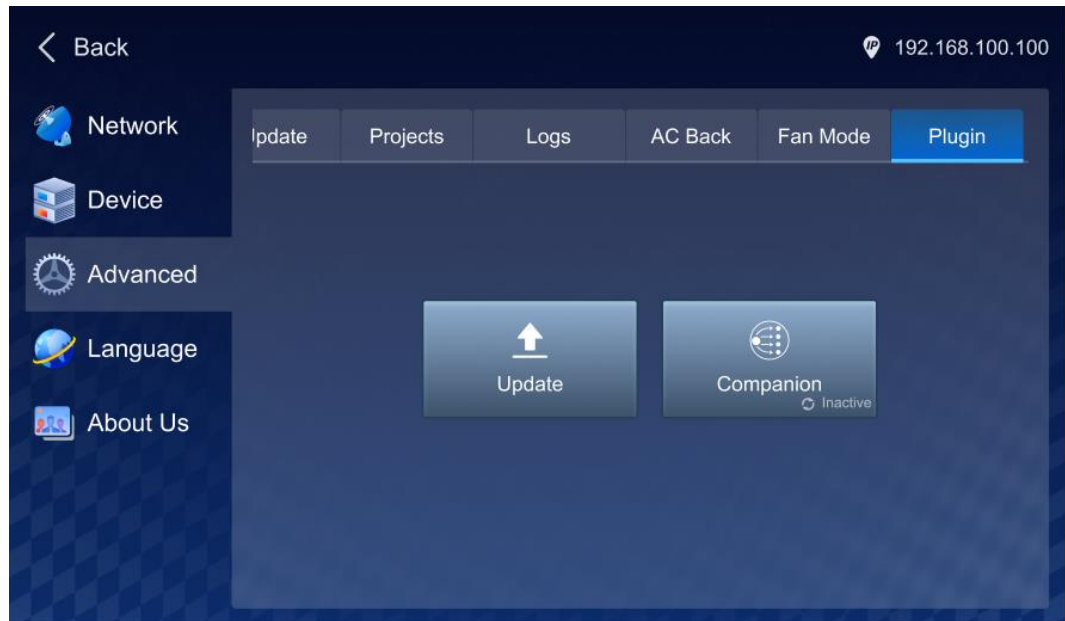 Back
192.168.100.100
Network
Device
Advanced
Language
About Us
pdate Projects Logs AC Back Fan Mode Plugin
Update
Companion
Inactive